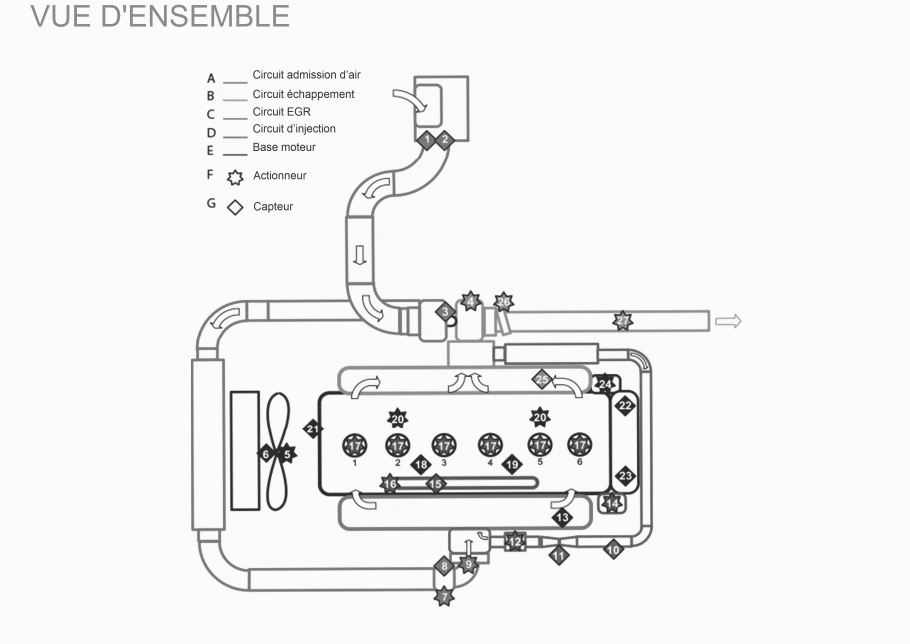 VUE D'ENSEMBLE
A Circuit admission d'air
B Circuit échappement
C Circuit EGR
D Circuit d'injection
E Base moteur
F Actionneur
G Capteur
1 2
3 4 26 27
25 24
22
21 20 20
6 5 17 17 17 17 17 17
1 2 3 4 5 6
18 19
23
16 15
14
13
12 11 10
8 9
7